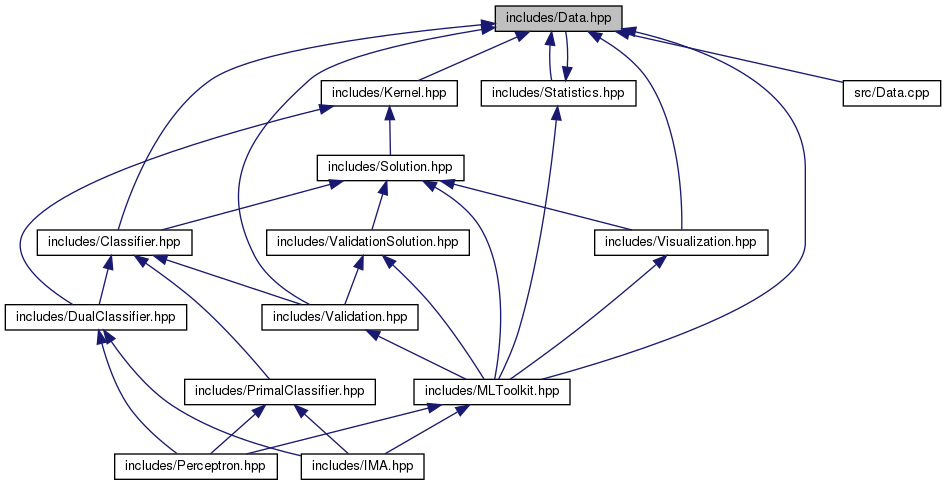 includes/Data.hpp
includes/Kernel.hpp
includes/Statistics.hpp
src/Data.cpp
includes/Solution.hpp
includes/Classifier.hpp
includes/ValidationSolution.hpp
includes/Visualization.hpp
includes/DualClassifier.hpp
includes/Validation.hpp
includes/PrimalClassifier.hpp
includes/MLToolkit.hpp
includes/Perceptron.hpp
includes/IMA.hpp